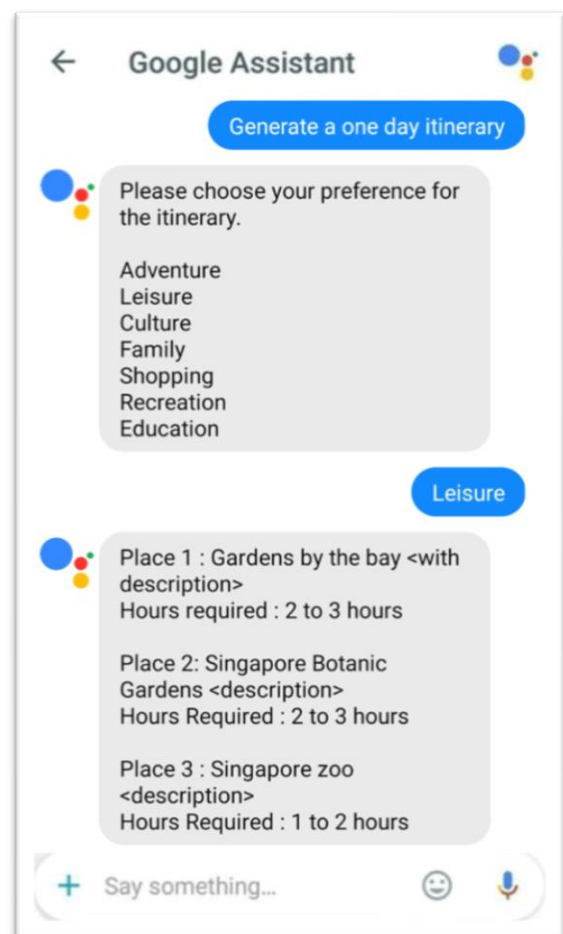 Google Assistant
Generate a one day itinerary
Please choose your preference for
the itinerary.
Adventure
Leisure
Culture
Family
Shopping
Recreation
Education
Leisure
Place 1 : Gardens by the bay <with
description>
Hours required : 2 to 3 hours
Place 2: Singapore Botanic
Gardens <description>
Hours Required : 2 to 3 hours
Place 3 : Singapore zoo
<description>
Hours Required : 1 to 2 hours
Say something...